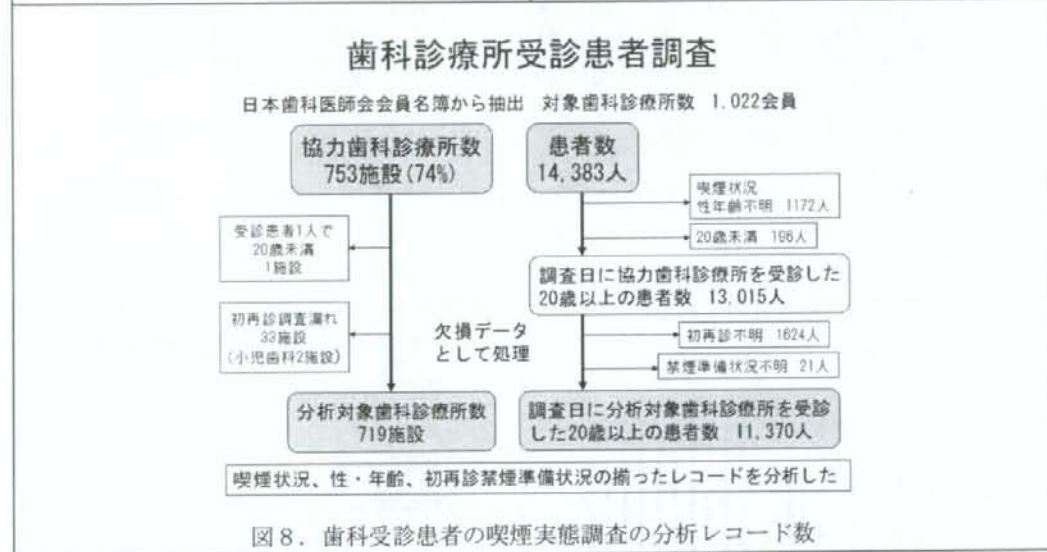 歯科診療所受診患者調査
日本歯科医師会会員名簿から抽出 対象歯科診療所数 1,022会員
協力歯科診療所数
753施設(74%)
患者数
14,383人
喫煙状況
性年齢不明 1172人
受診患者1人で
20歳未満
1施設
20歳未満 196人
調査日に協力歯科診療所を受診した
20歳以上の患者数 13,015人
初再診調査漏れ
33施設
(小児歯科2施設)
欠損データ
として処理
初再診不明 1624人
禁煙準備状況不明 21人
分析対象歯科診療所数
719施設
調査日に分析対象歯科診療所を受診
した20歳以上の患者数 11,370人
喫煙状況、性・年齢、初再診禁煙準備状況の揃ったレコードを分析した
図8．歯科受診患者の喫煙実態調査の分析レコード数